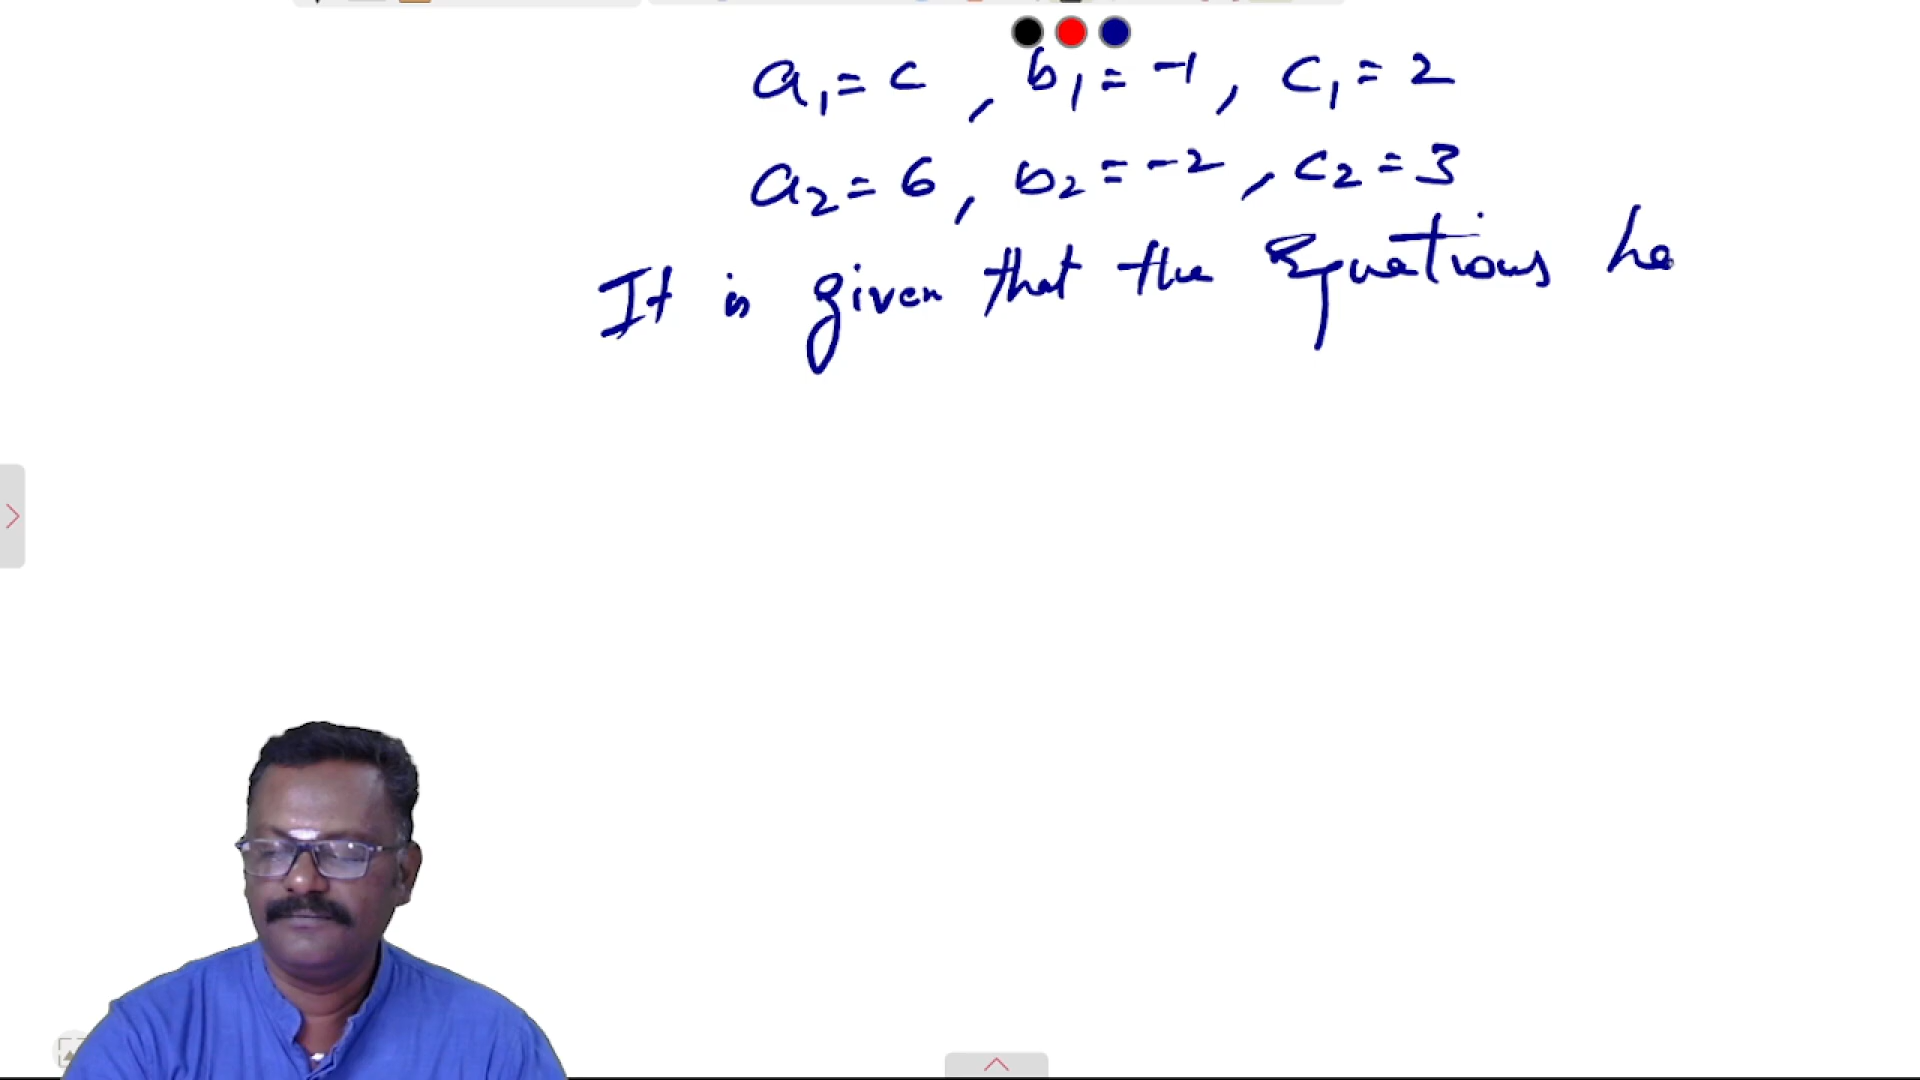 a₁ = c , b₁ = -1 , c₁ = 2
a₂ = 6 , b₂ = -2 , c₂ = 3
It is given that the Equations ha